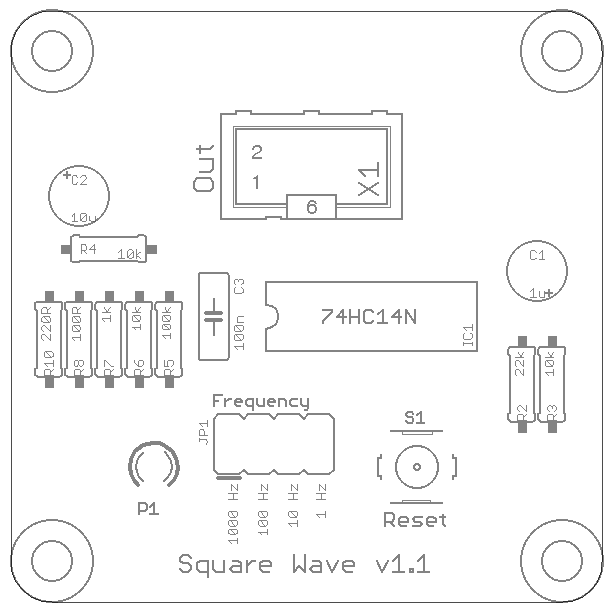 Out
2
1
X1
6
+
C2
10u
R4
10k
C1
1u+
C3
100n
74HC14N
IC1
R10 220R
R8 100R
R7 1k
R6 10k
R5 100k
R2 22k
R3 10k
Frequency
JP1
1000 Hz
100 Hz
10 Hz
1 Hz
S1
Reset
P1
Square Wave v1.1